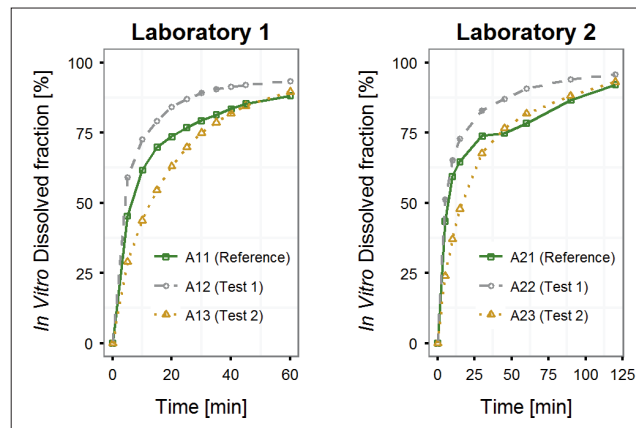 Laboratory 1
In Vitro Dissolved fraction [%]
100
75
50
25
0
A11 (Reference)
A12 (Test 1)
A13 (Test 2)
0 20 40 60
Time [min]
Laboratory 2
In Vitro Dissolved fraction [%]
100
75
50
25
0
A21 (Reference)
A22 (Test 1)
A23 (Test 2)
0 25 50 75 100 125
Time [min]